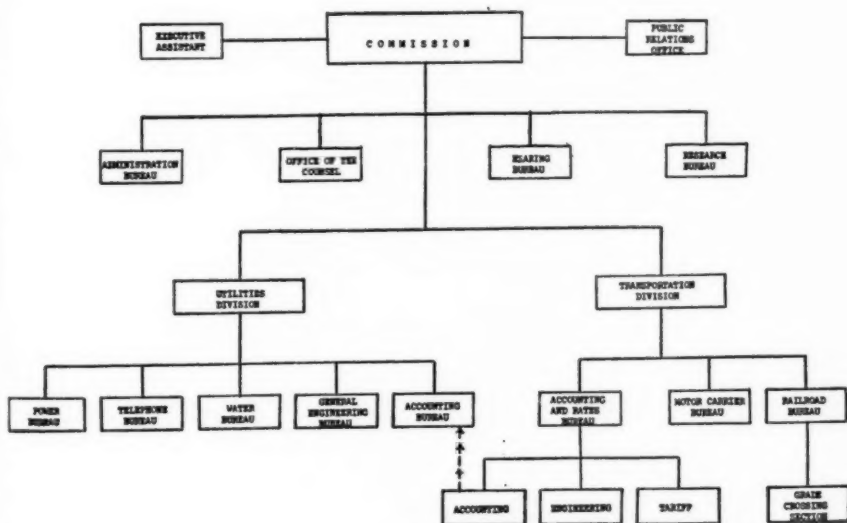 EXECUTIVE
ASSISTANT
COMMISSION
PUBLIC
RELATIONS
OFFICE
ADMINISTRATION
BUREAU
OFFICE OF THE
COUNSEL
HEARING
BUREAU
RESEARCH
BUREAU
UTILITIES
DIVISION
TRANSPORTATION
DIVISION
POWER
BUREAU
TELEPHONE
BUREAU
WATER
BUREAU
GENERAL
ENGINEERING
BUREAU
ACCOUNTING
BUREAU
ACCOUNTING
AND RATES
BUREAU
MOTOR CARRIER
BUREAU
RAILROAD
BUREAU
ACCOUNTING
ENGINEERING
TARIFF
GRADE
CROSSING
SECTION